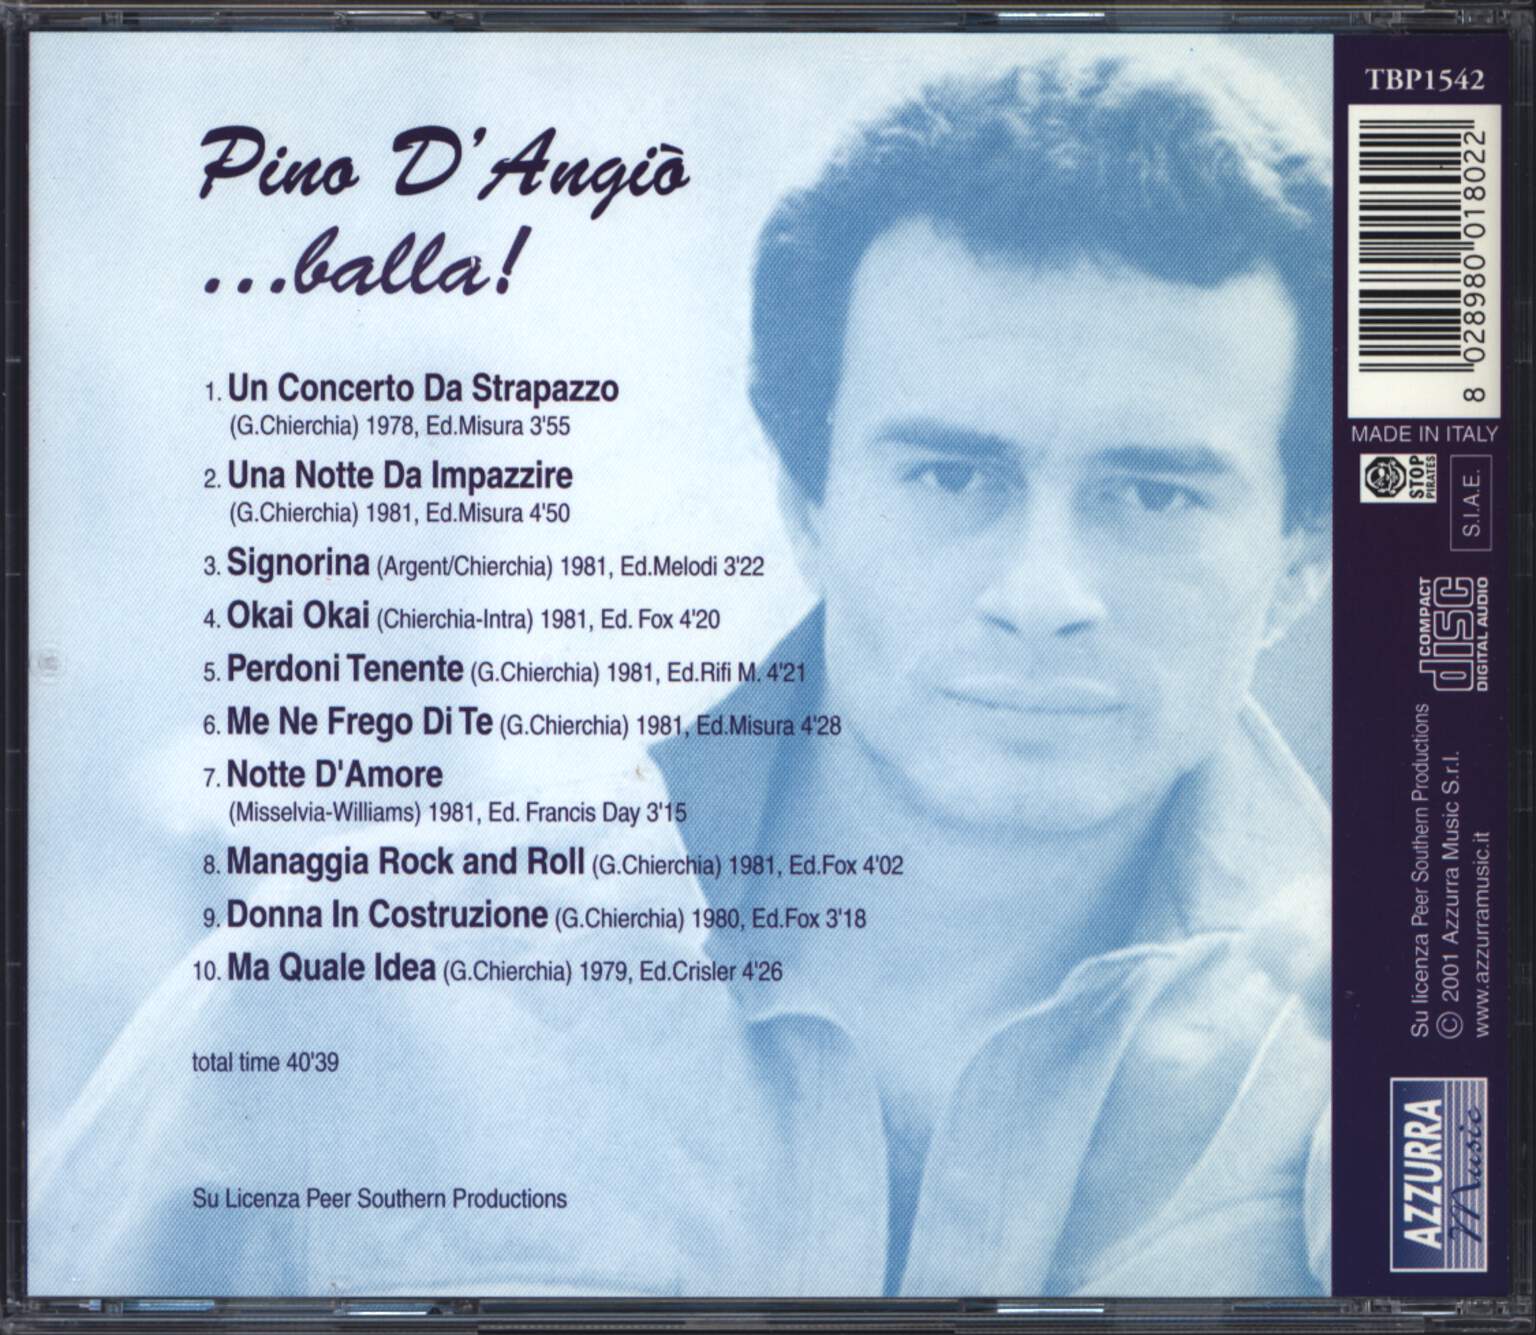 Pino D'Angiò
...balla!
1. Un Concerto Da Strapazzo
(G.Chierchia) 1978, Ed.Misura 3'55
2. Una Notte Da Impazzire
(G.Chierchia) 1981, Ed.Misura 4'50
3. Signorina (Argent/Chierchia) 1981, Ed.Melodi 3'22
4. Okai Okai (Chierchia-Intra) 1981, Ed. Fox 4'20
5. Perdoni Tenente (G.Chierchia) 1981, Ed.Rifi M. 4'21
6. Me Ne Frego Di Te (G.Chierchia) 1981, Ed.Misura 4'28
7. Notte D'Amore
(Misselvia-Williams) 1981, Ed. Francis Day 3'15
8. Managgia Rock and Roll (G.Chierchia) 1981, Ed.Fox 4'02
9. Donna In Costruzione (G.Chierchia) 1980, Ed.Fox 3'18
10. Ma Quale Idea (G.Chierchia) 1979, Ed.Crisler 4'26
total time 40'39
Su Licenza Peer Southern Productions
TBP1542
8 028980 018022
MADE IN ITALY
STOP
PIRATES
S.I.A.E.
COMPACT
disc
DIGITAL AUDIO
Su licenza Peer Southern Productions
© 2001 Azzurra Music S.r.l.
www.azzurramusic.it
AZZURRA
Music